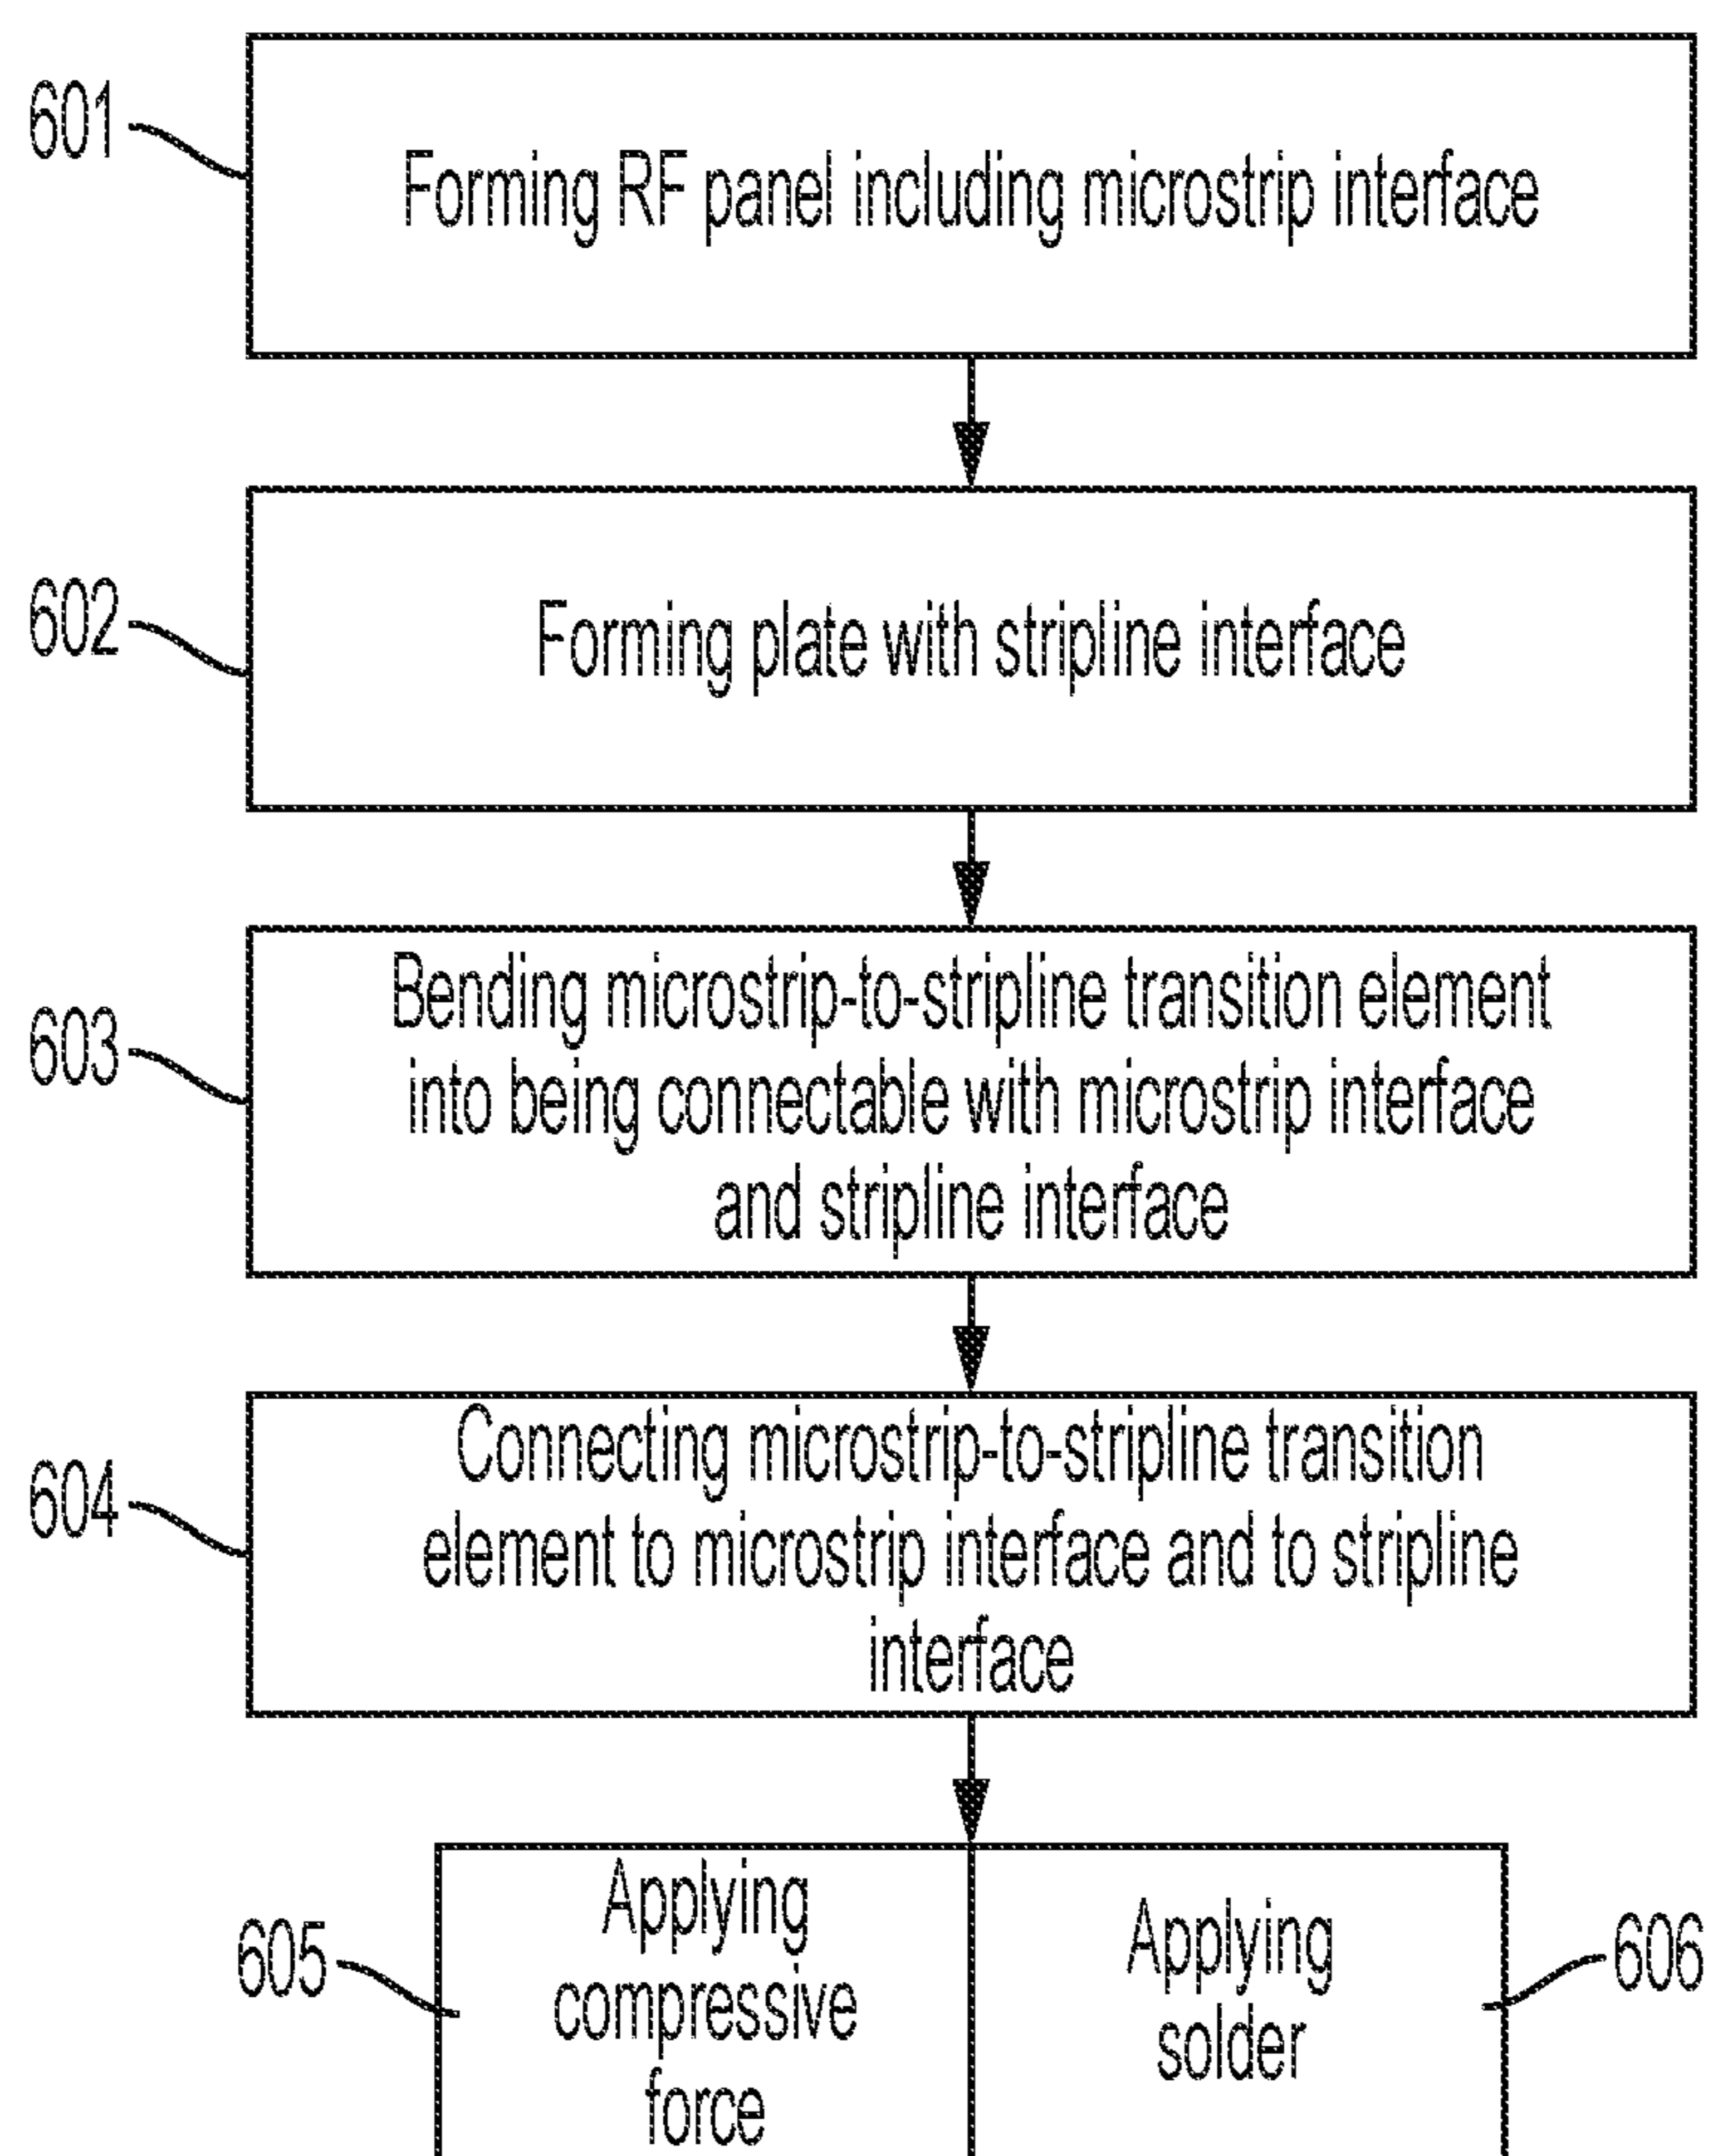 601
Forming RF panel including microstrip interface
602
Forming plate with stripline interface
603
Bending microstrip-to-stripline transition element
into being connectable with microstrip interface
and stripline interface
604
Connecting microstrip-to-stripline transition
element to microstrip interface and to stripline
interface
605
Applying
compressive
force
Applying
solder
606